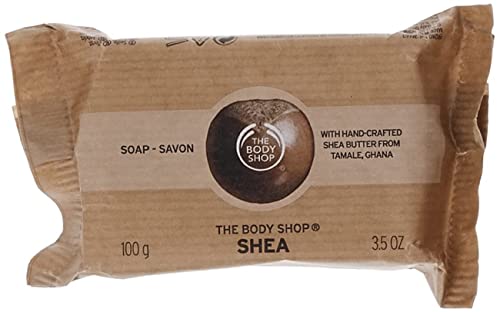 SOAP - SAVON
THE
BODY
SHOP
WITH HAND-CRAFTED
SHEA BUTTER FROM
TAMALE, GHANA
THE BODY SHOP®
SHEA
100 g
3.5 OZ